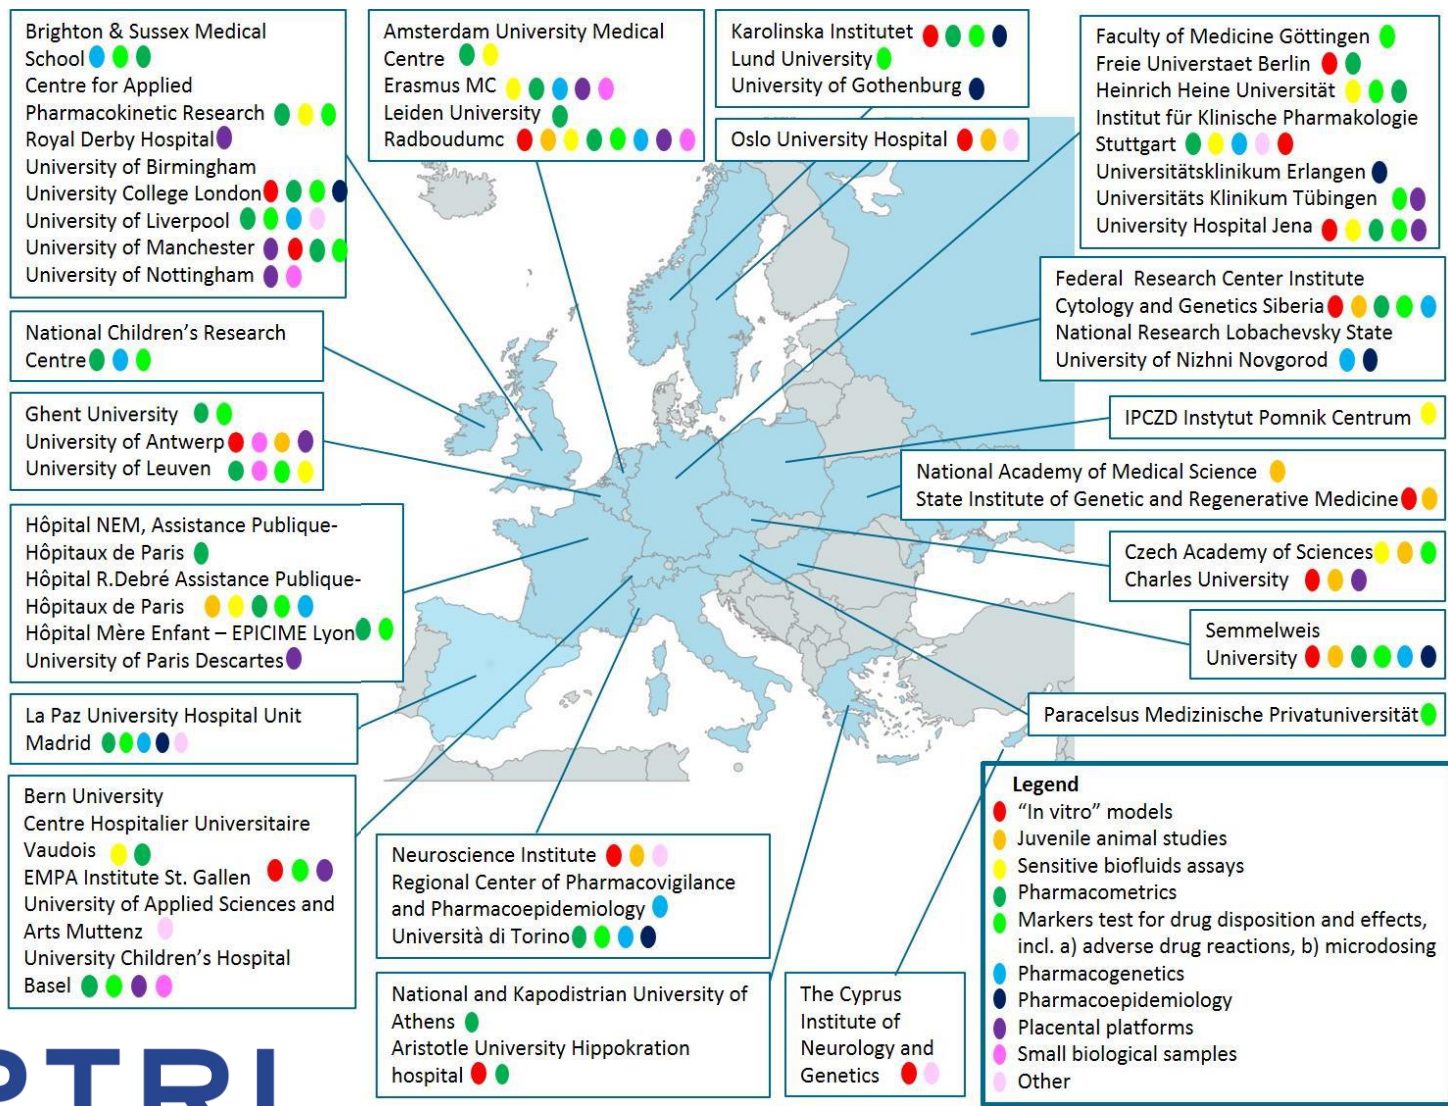 Brighton & Sussex Medical
School
Centre for Applied
Pharmacokinetic Research
Royal Derby Hospital
University of Birmingham
University College London
University of Liverpool
University of Manchester
University of Nottingham
National Children's Research
Centre
Ghent University
University of Antwerp
University of Leuven
Hôpital NEM, Assistance Publique-
Hôpitaux de Paris
Hôpital R.Debré Assistance Publique-
Hôpitaux de Paris
Hôpital Mère Enfant – EPICIME Lyon
University of Paris Descartes
La Paz University Hospital Unit
Madrid
Bern University
Centre Hospitalier Universitaire
Vaudois
EMPA Institute St. Gallen
University of Applied Sciences and
Arts Muttenz
University Children's Hospital
Basel
Amsterdam University Medical
Centre
Erasmus MC
Leiden University
Radboudumc
Karolinska Institutet
Lund University
University of Gothenburg
Oslo University Hospital
Faculty of Medicine Göttingen
Freie Universtaet Berlin
Heinrich Heine Universität
Institut für Klinische Pharmakologie
Stuttgart
Universitätsklinikum Erlangen
Universitäts Klinikum Tübingen
University Hospital Jena
Federal Research Center Institute
Cytology and Genetics Siberia
National Research Lobachevsky State
University of Nizhni Novgorod
IPCZD Instytut Pomnik Centrum
National Academy of Medical Science
State Institute of Genetic and Regenerative Medicine
Czech Academy of Sciences
Charles University
Semmelweis
University
Paracelsus Medizinische Privatuniversität
Neuroscience Institute
Regional Center of Pharmacovigilance
and Pharmacoepidemiology
Università di Torino
National and Kapodistrian University of
Athens
Aristotle University Hippokration
hospital
The Cyprus
Institute of
Neurology and
Genetics
Legend
"In vitro" models
Juvenile animal studies
Sensitive biofluids assays
Pharmacometrics
Markers test for drug disposition and effects,
incl. a) adverse drug reactions, b) microdosing
Pharmacogenetics
Pharmacoepidemiology
Placental platforms
Small biological samples
Other
PTRI